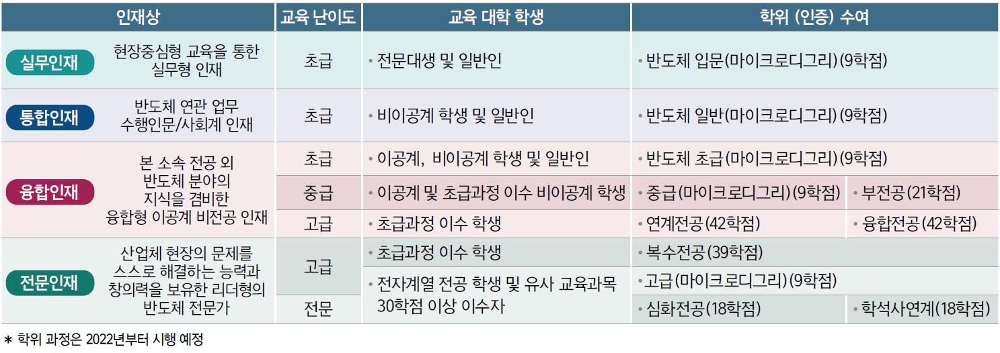 인재상 교육 난이도 교육 대학 학생 학위 (인증) 수여
실무인재
현장중심형 교육을 통한
실무형 인재
초급
• 전문대생 및 일반인
• 반도체 입문(마이크로디그리)(9학점)
통합인재
반도체 연관 업무
수행인문/사회계 인재
초급
• 비이공계 학생 및 일반인
• 반도체 일반(마이크로디그리)(9학점)
융합인재
본 소속 전공 외
반도체 분야의
지식을 겸비한
융합형 이공계 비전공 인재
초급
• 이공계, 비이공계 학생 및 일반인
• 반도체 초급(마이크로디그리)(9학점)
중급
• 이공계 및 초급과정 이수 비이공계 학생
• 중급(마이크로디그리)(9학점)
• 부전공(21학점)
고급
• 초급과정 이수 학생
• 연계전공(42학점)
• 융합전공(42학점)
전문인재
산업체 현장의 문제를
스스로 해결하는 능력과
창의력을 보유한 리더형의
반도체 전문가
고급
• 초급과정 이수 학생
• 복수전공(39학점)
• 전자계열 전공 학생 및 유사 교육과목
30학점 이상 이수자
• 고급(마이크로디그리)(9학점)
전문
• 심화전공(18학점)
• 학석사연계(18학점)
* 학위 과정은 2022년부터 시행 예정